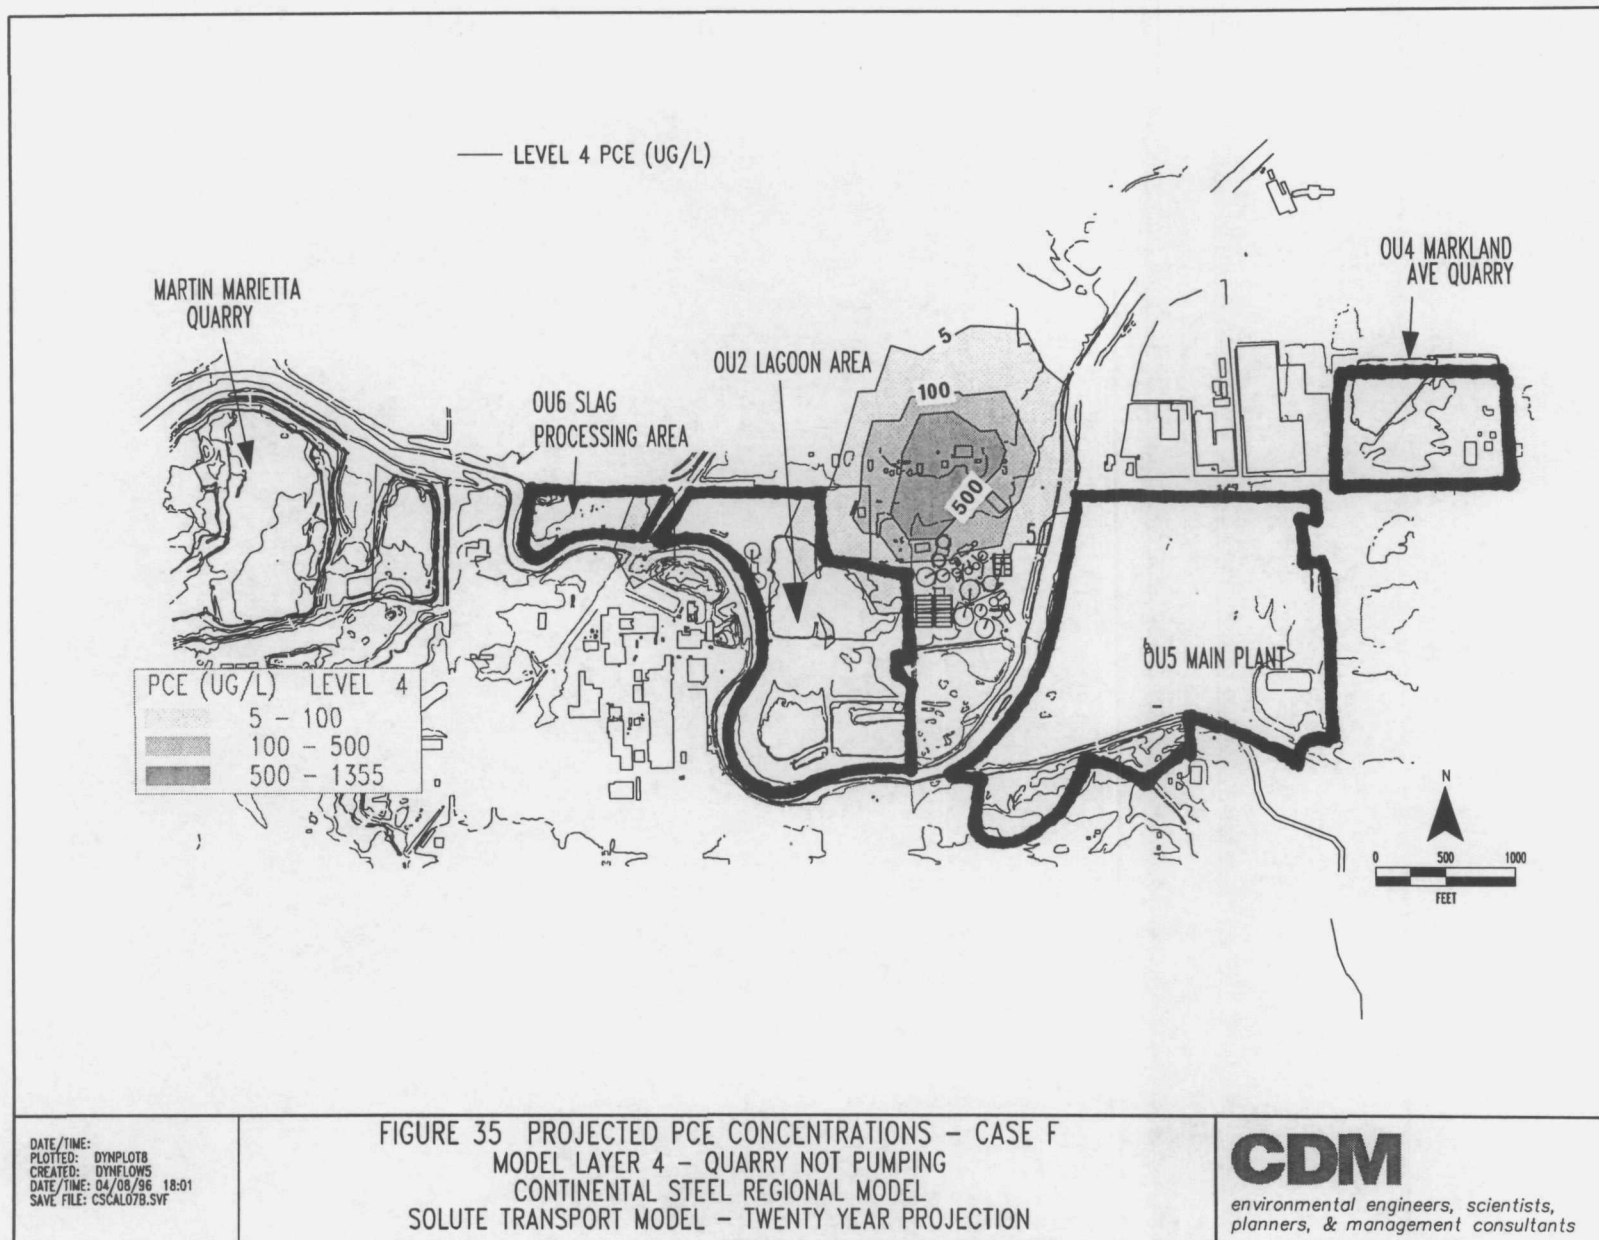 LEVEL 4 PCE (UG/L)
OU4 MARKLAND
AVE QUARRY
MARTIN MARIETTA
QUARRY
OU2 LAGOON AREA
OU6 SLAG
PROCESSING AREA
5
100
500
5
OU5 MAIN PLANT
PCE (UG/L) LEVEL 4
5 - 100
100 - 500
500 - 1355
N
0 500 1000
FEET
DATE/TIME:
PLOTTED: DYNPLOT8
CREATED: DYNFLOW5
DATE/TIME: 04/08/96 18:01
SAVE FILE: CSCAL07B.SVF
FIGURE 35 PROJECTED PCE CONCENTRATIONS - CASE F
MODEL LAYER 4 - QUARRY NOT PUMPING
CONTINENTAL STEEL REGIONAL MODEL
SOLUTE TRANSPORT MODEL - TWENTY YEAR PROJECTION
CDM
environmental engineers, scientists,
planners, & management consultants